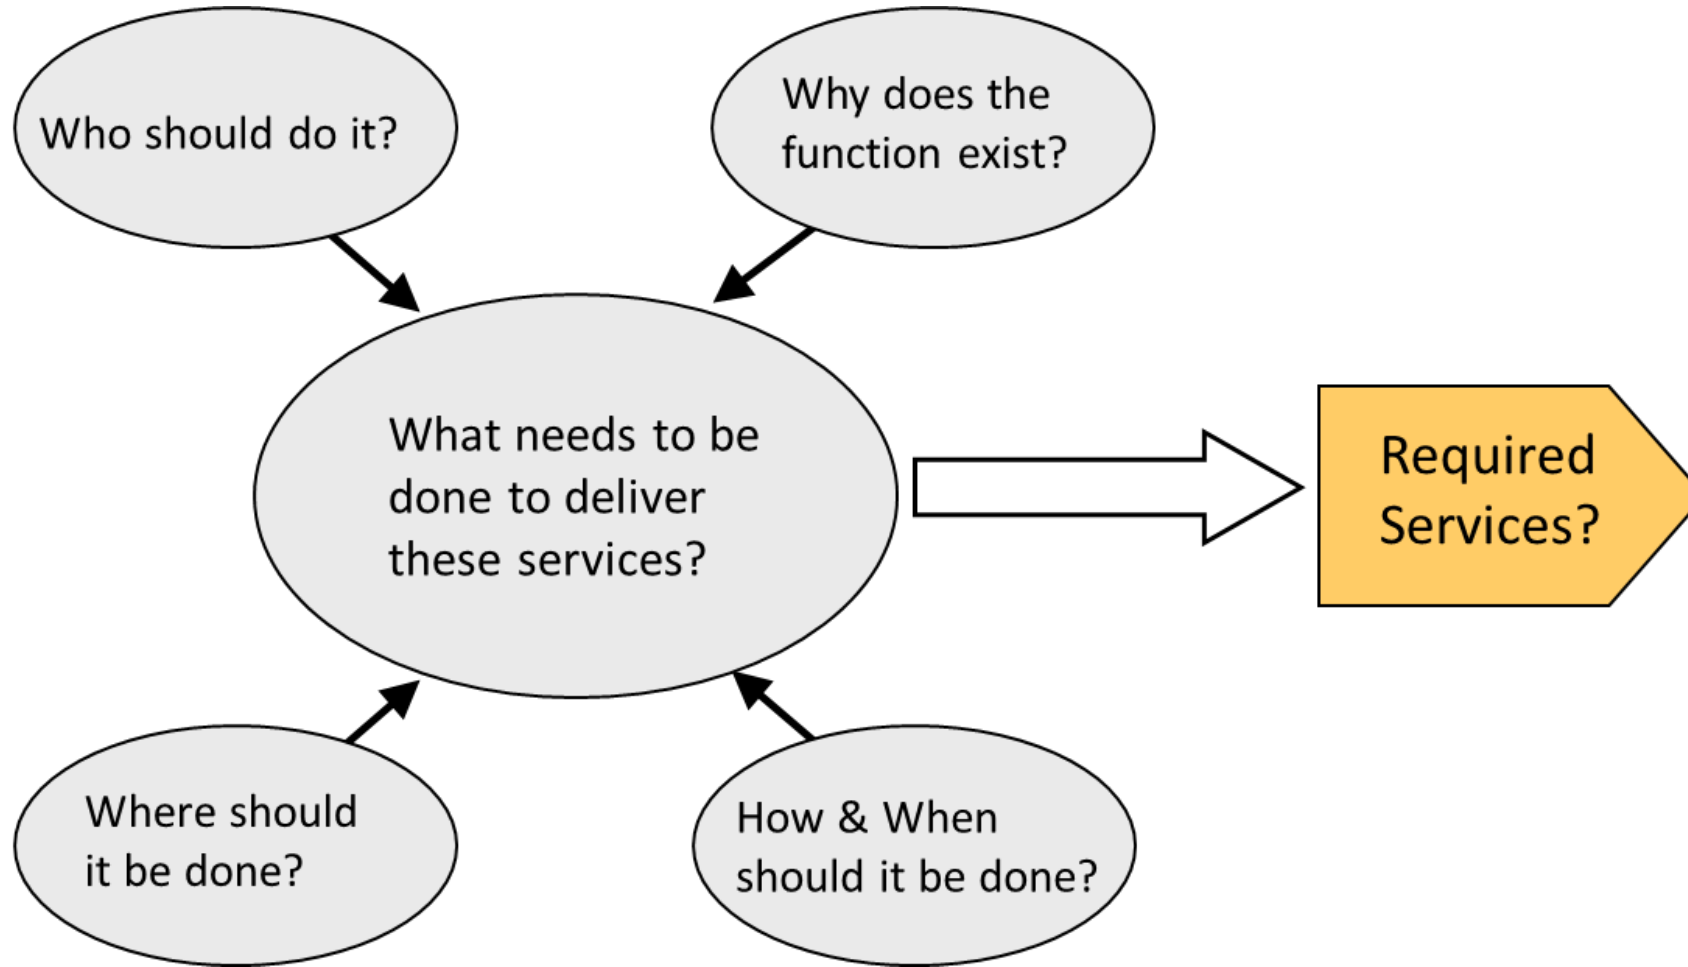 Who should do it?
Why does the
function exist?
What needs to be
done to deliver
these services?
Required
Services?
Where should
it be done?
How & When
should it be done?